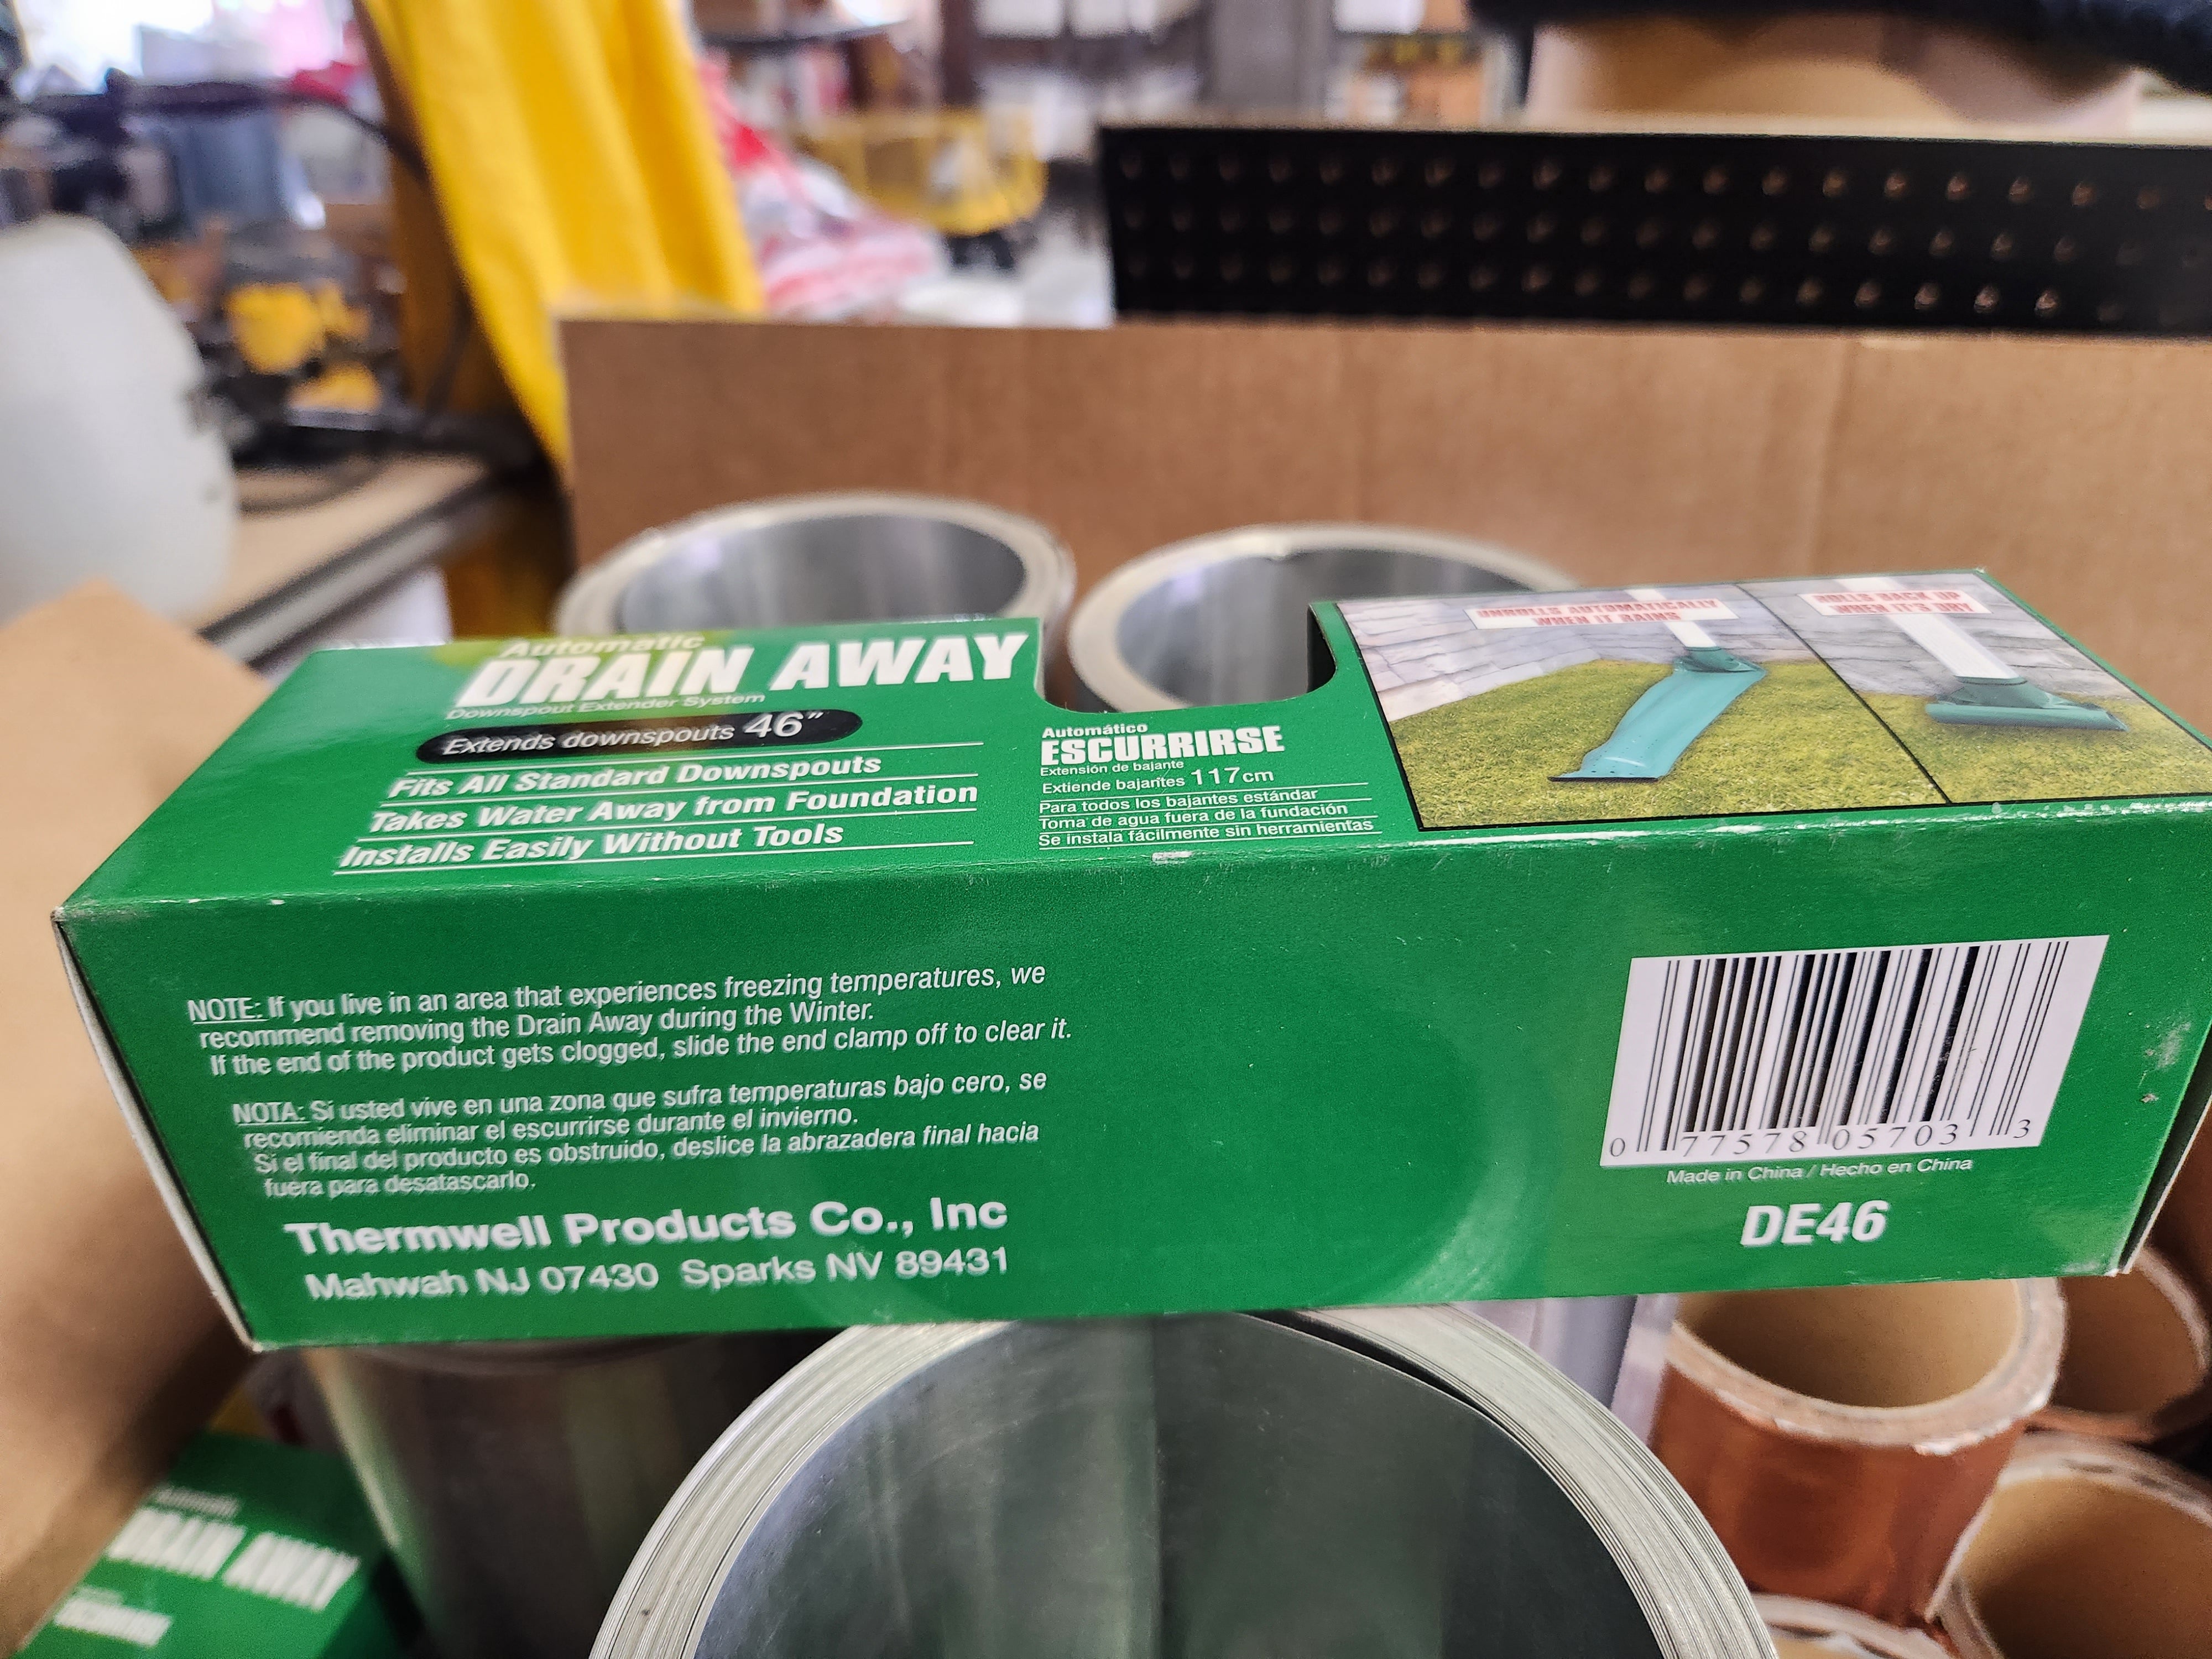 Automatic
DRAIN AWAY
Downspout Extender System
Extends downspouts 46"
Fits All Standard Downspouts
Takes Water Away from Foundation
Installs Easily Without Tools
Automático
ESCURRIRSE
Extensión de bajante
Extiende bajantes 117cm
Para todos los bajantes estándar
Toma de agua fuera de la fundación
Se instala fácilmente sin herramientas
UNROLLS AUTOMATICALLY
WHEN IT RAINS
ROLLS BACK UP
WHEN IT'S DRY
NOTE: If you live in an area that experiences freezing temperatures, we
recommend removing the Drain Away during the Winter.
If the end of the product gets clogged, slide the end clamp off to clear it.
NOTA: Si usted vive en una zona que sufra temperaturas bajo cero, se
recomienda eliminar el escurrirse durante el invierno.
Si el final del producto es obstruido, deslice la abrazadera final hacia
fuera para desatascarlo.
Thermwell Products Co., Inc
Mahwah NJ 07430 Sparks NV 89431
0 77578 05703 3
Made in China / Hecho en China
DE46
DRAIN AWAY